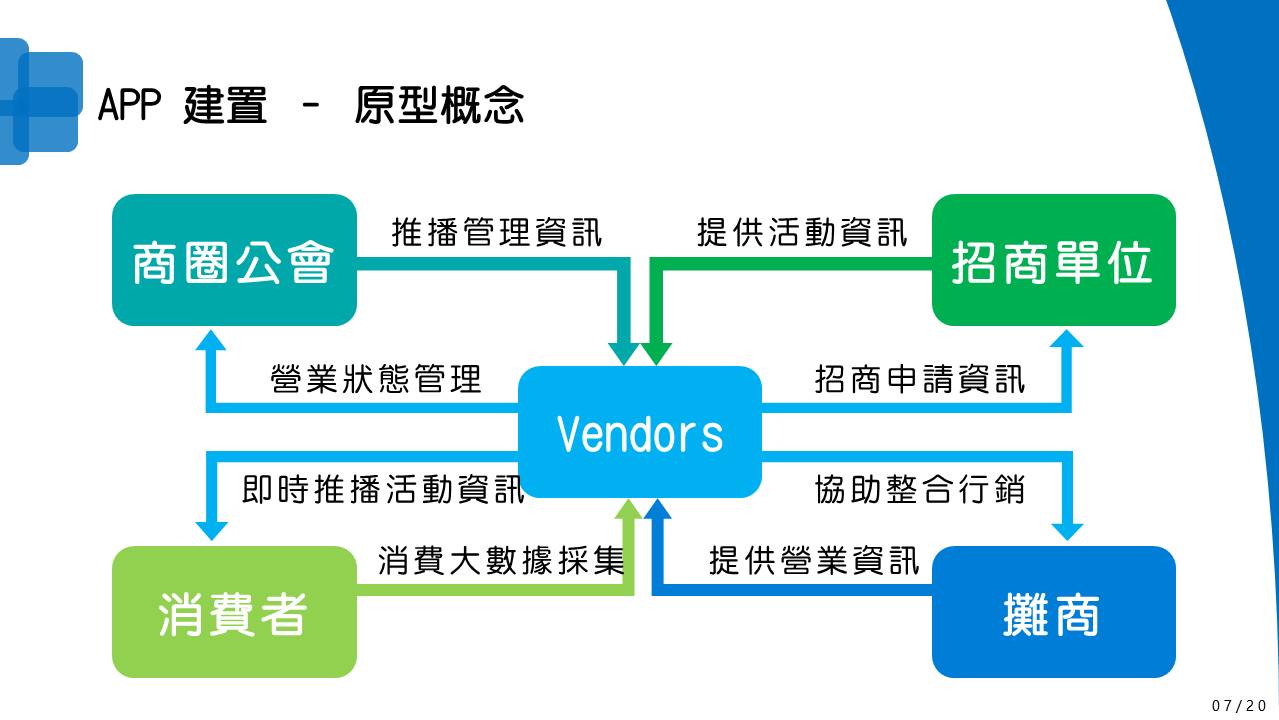 APP 建置 - 原型概念
商圈公會
推播管理資訊
提供活動資訊
招商單位
營業狀態管理
招商申請資訊
Vendors
即時推播活動資訊
協助整合行銷
消費大數據採集
提供營業資訊
消費者
攤商
07/20